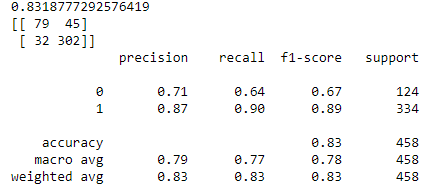 0.8318777292576419
[[ 79  45]
 [ 32 302]]
              precision    recall  f1-score   support

           0       0.71      0.64      0.67       124
           1       0.87      0.90      0.89       334

    accuracy                           0.83       458
   macro avg       0.79      0.77      0.78       458
weighted avg       0.83      0.83      0.83       458